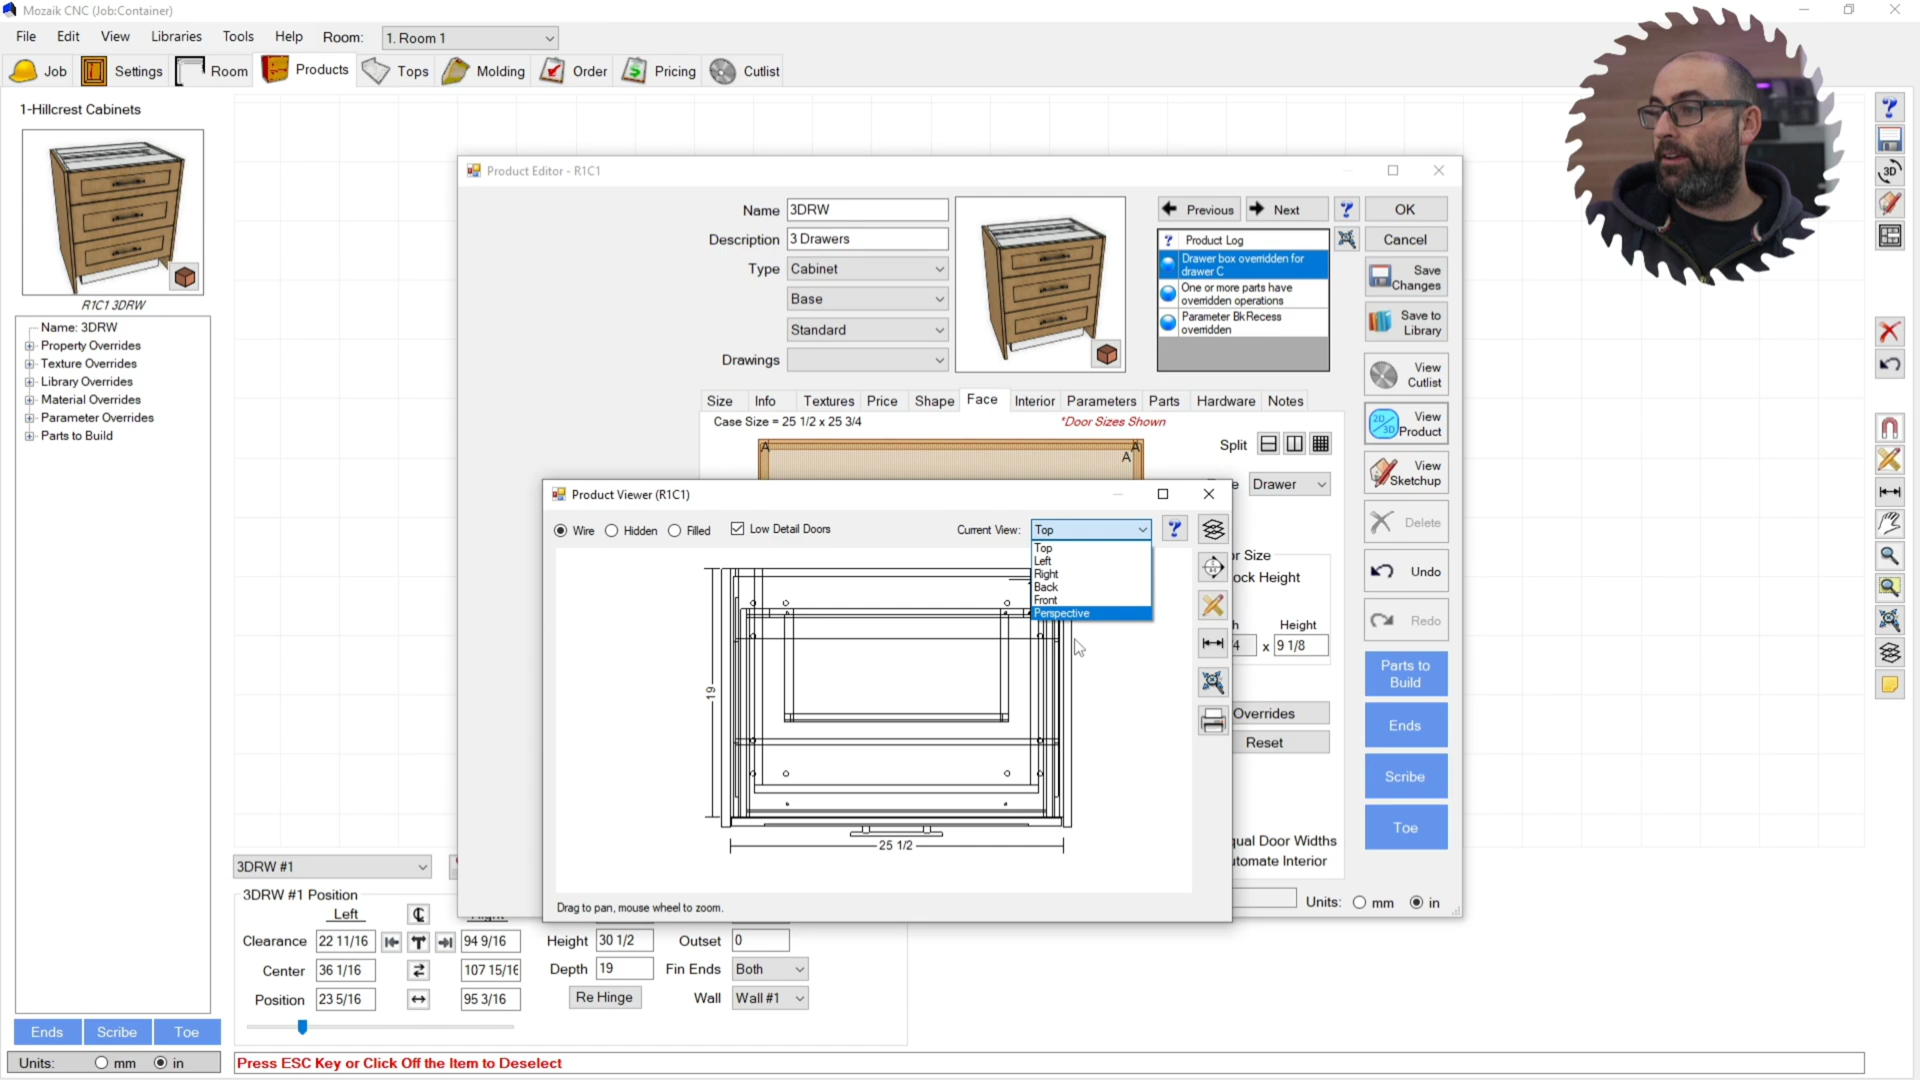 Mozaik CNC (Job:Container)
File Edit View Libraries Tools Help Room: 1. Room 1
Job Settings Room Products Tops Molding Order Pricing Cutlist
1-Hillcrest Cabinets
R1C1 3DRW
Name: 3DRW
Property Overrides
Texture Overrides
Library Overrides
Material Overrides
Parameter Overrides
Parts to Build
Ends Scribe Toe
Units: mm in
Product Editor - R1C1
Name 3DRW
Description 3 Drawers
Type Cabinet
Base
Standard
Drawings
Previous Next ? OK
? Product Log
Drawer box overridden for
drawer C
One or more parts have
overridden operations
Parameter BkRecess
overridden
Cancel
Save
Changes
Save to
Library
View
Cutlist
2D/3D
View
Product
View
Sketchup
Delete
Undo
Redo
Parts to
Build
Ends
Scribe
Toe
Size Info Textures Price Shape Face Interior Parameters Parts Hardware Notes
Case Size = 25 1/2 x 25 3/4
*Door Sizes Shown
A A
A
Split
e Drawer
or Size
ock Height
h Height
4 x 9 1/8
Overrides
Reset
qual Door Widths
utomate Interior
Units: mm in
Product Viewer (R1C1)
Wire Hidden Filled Low Detail Doors Current View: Top ?
Top
Left
Right
Back
Front
Perspective
19
25 1/2
Drag to pan, mouse wheel to zoom.
3DRW #1
3DRW #1 Position
Left
Clearance 22 11/16 94 9/16
Center 36 1/16 107 15/16
Position 23 5/16 95 3/16
Height 30 1/2 Outset 0
Depth 19 Fin Ends Both
Re Hinge Wall Wall #1
Press ESC Key or Click Off the Item to Deselect
?
3D